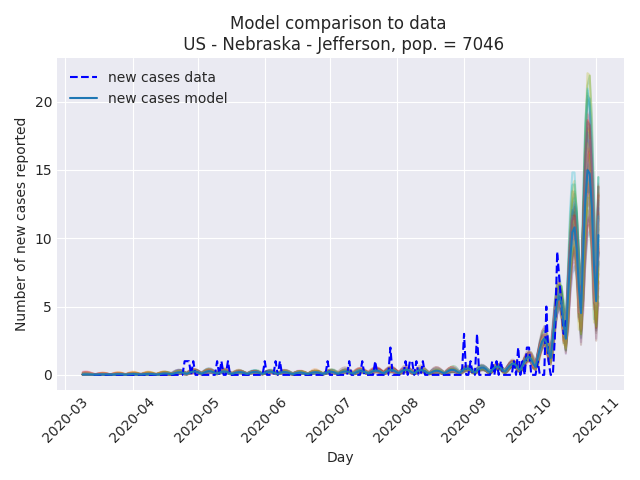 Model comparison to data
US - Nebraska - Jefferson, pop. = 7046
new cases data
new cases model
Number of new cases reported
20
15
10
5
0
2020-03
2020-04
2020-05
2020-06
2020-07
2020-08
2020-09
2020-10
2020-11
Day